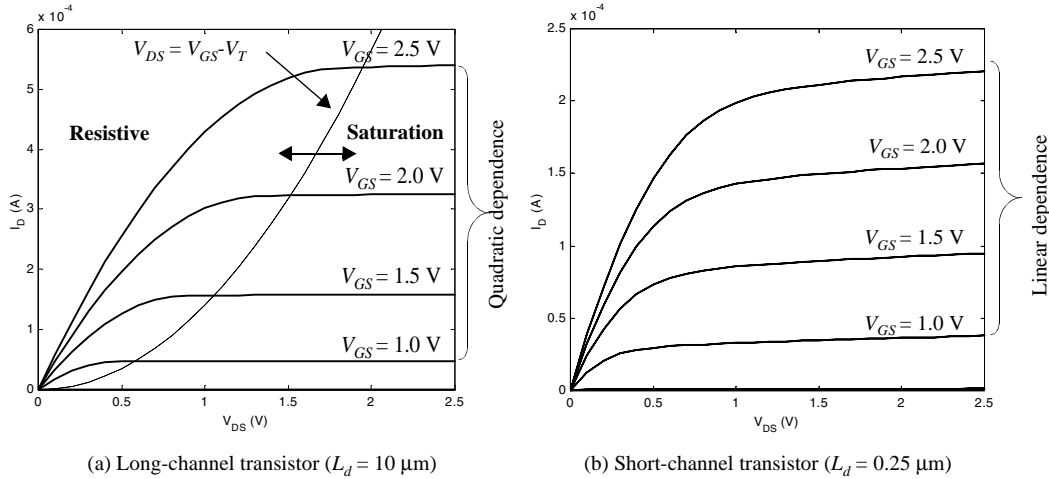 x 10⁻⁴
6
5
4
3
2
1
0
I_D (A)
V_DS = V_GS-V_T
V_GS = 2.5 V
Resistive
Saturation
V_GS = 2.0 V
V_GS = 1.5 V
V_GS = 1.0 V
Quadratic dependence
0 0.5 1 1.5 2 2.5
V_DS (V)
(a) Long-channel transistor (L_d = 10 μm)
x 10⁻⁴
2.5
2
1.5
1
0.5
0
I_D (A)
V_GS = 2.5 V
V_GS = 2.0 V
V_GS = 1.5 V
V_GS = 1.0 V
Linear dependence
0 0.5 1 1.5 2 2.5
V_DS (V)
(b) Short-channel transistor (L_d = 0.25 μm)